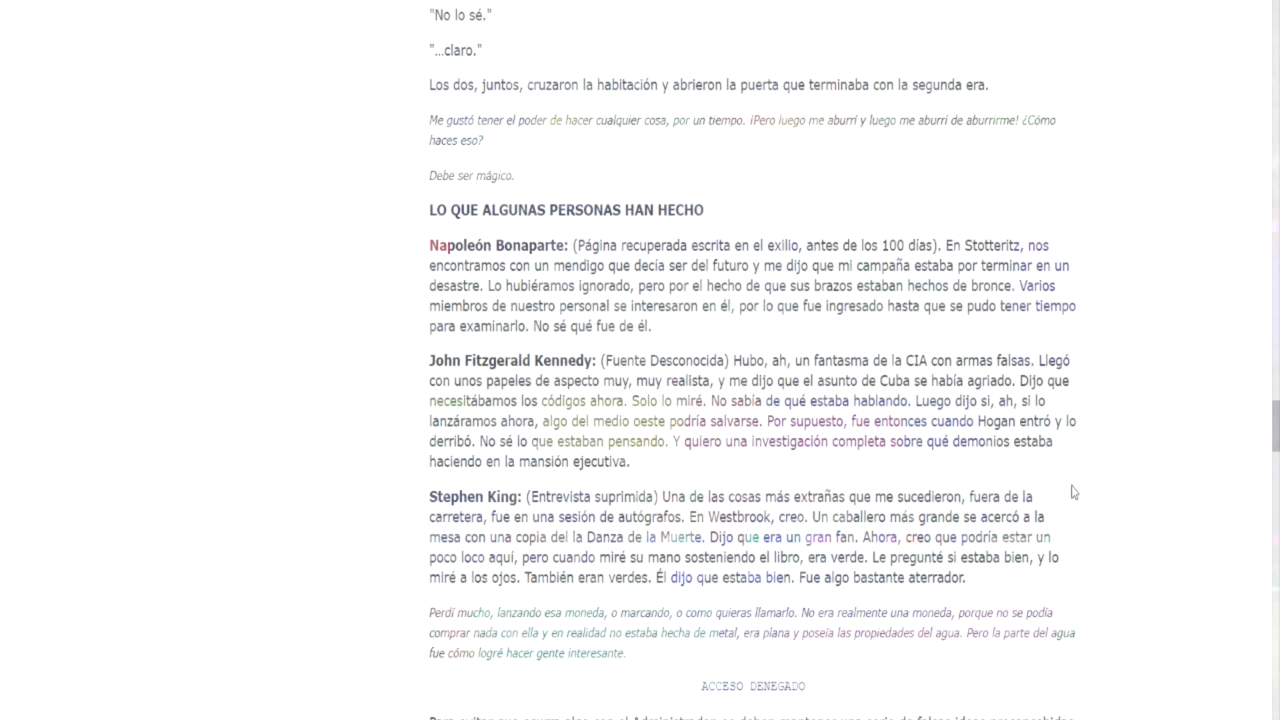 "No lo sé."
"...claro."
Los dos, juntos, cruzaron la habitación y abrieron la puerta que terminaba con la segunda era.
Me gustó tener el poder de hacer cualquier cosa, por un tiempo. ¡Pero luego me aburrí y luego me aburrí de aburrirme! ¿Cómo
haces eso?
Debe ser mágico.
LO QUE ALGUNAS PERSONAS HAN HECHO
Napoleón Bonaparte: (Página recuperada escrita en el exilio, antes de los 100 días). En Stotteritz, nos
encontramos con un mendigo que decía ser del futuro y me dijo que mi campaña estaba por terminar en un
desastre. Lo hubiéramos ignorado, pero por el hecho de que sus brazos estaban hechos de bronce. Varios
miembros de nuestro personal se interesaron en él, por lo que fue ingresado hasta que se pudo tener tiempo
para examinarlo. No sé qué fue de él.
John Fitzgerald Kennedy: (Fuente Desconocida) Hubo, ah, un fantasma de la CIA con armas falsas. Llegó
con unos papeles de aspecto muy, muy realista, y me dijo que el asunto de Cuba se había agriado. Dijo que
necesitábamos los códigos ahora. Solo lo miré. No sabía de qué estaba hablando. Luego dijo si, ah, si lo
lanzáramos ahora, algo del medio oeste podría salvarse. Por supuesto, fue entonces cuando Hogan entró y lo
derribó. No sé lo que estaban pensando. Y quiero una investigación completa sobre qué demonios estaba
haciendo en la mansión ejecutiva.
Stephen King: (Entrevista suprimida) Una de las cosas más extrañas que me sucedieron, fuera de la
carretera, fue en una sesión de autógrafos. En Westbrook, creo. Un caballero más grande se acercó a la
mesa con una copia del la Danza de la Muerte. Dijo que era un gran fan. Ahora, creo que podría estar un
poco loco aquí, pero cuando miré su mano sosteniendo el libro, era verde. Le pregunté si estaba bien, y lo
miré a los ojos. También eran verdes. Él dijo que estaba bien. Fue algo bastante aterrador.
Perdí mucho, lanzando esa moneda, o marcando, o como quieras llamarlo. No era realmente una moneda, porque no se podía
comprar nada con ella y en realidad no estaba hecha de metal, era plana y poseía las propiedades del agua. Pero la parte del agua
fue cómo logré hacer gente interesante.
ACCESO DENEGADO